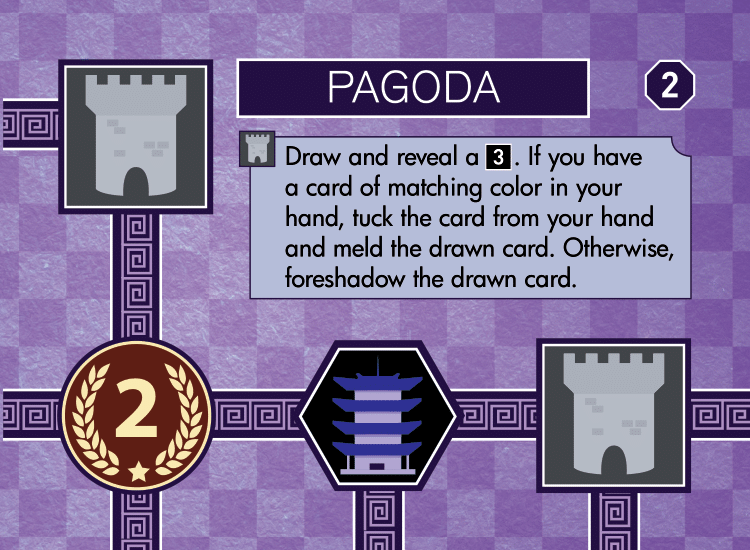 PAGODA
2
Draw and reveal a 3. If you have
a card of matching color in your
hand, tuck the card from your hand
and meld the drawn card. Otherwise,
foreshadow the drawn card.
2